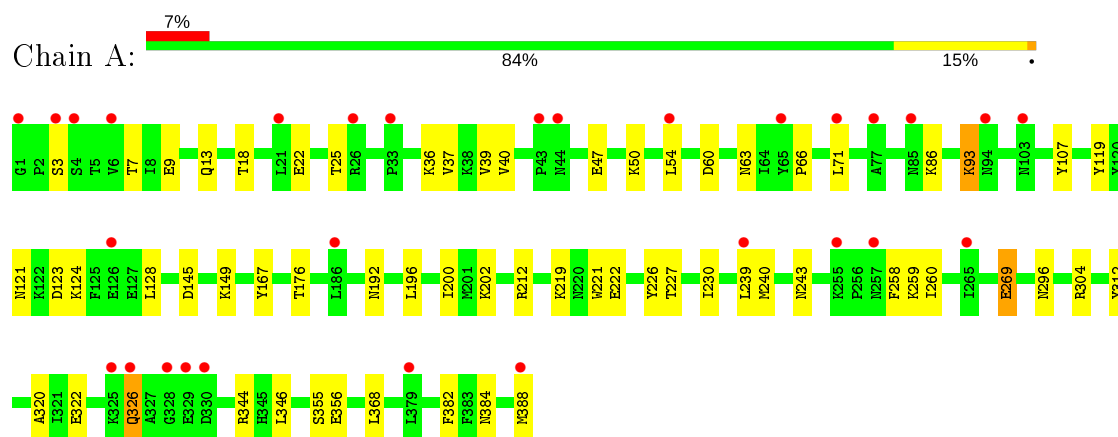 7%
Chain A:
84% 15%
G1 P2 S3 S4 T5 V6 T7 I8 E9 Q13 T18 L21 E22 T25 R26 P33 K36 V37 K38 V39 V40 P43 N44 E47 K50 L54 D60 N63 I64 Y65 P66 L71 A77 N85 K86 K93 N94 N103 Y107 Y119 Y120
N121 K122 D123 K124 F125 E126 E127 L128 D145 K149 Y167 T176 L186 N192 L196 I200 M201 K202 R212 K219 N220 W221 E222 Y226 T227 I230 L239 M240 N243 K255 P256 N257 F258 K259 I260 I265 E269 N296 R304
A320 I321 E322 K325 Q326 A327 G328 E329 D330 R344 H345 L346 S355 E356 L368 L379 F382 F383 N384 M388